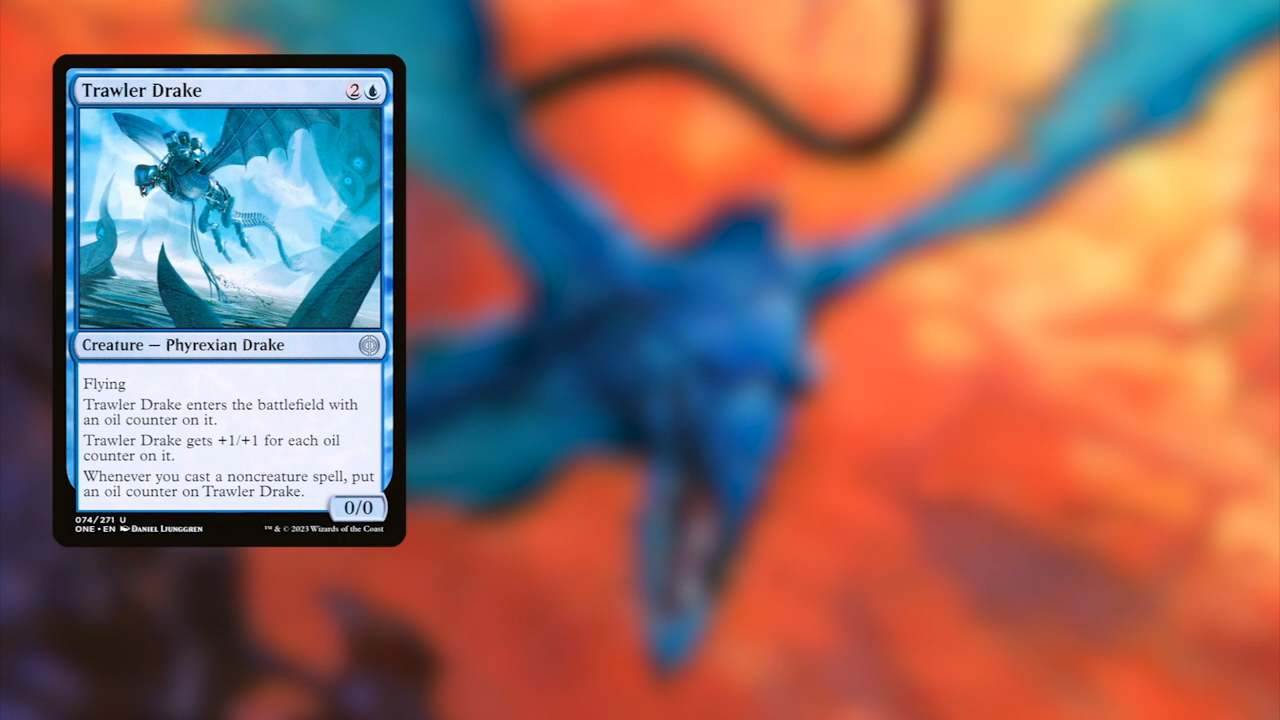 Trawler Drake 2
Creature — Phyrexian Drake
Flying
Trawler Drake enters the battlefield with
an oil counter on it.
Trawler Drake gets +1/+1 for each oil
counter on it.
Whenever you cast a noncreature spell, put
an oil counter on Trawler Drake.
0/0
074/271 U
ONE • EN DANIEL LJUNGGREN ™ & © 2023 Wizards of the Coast